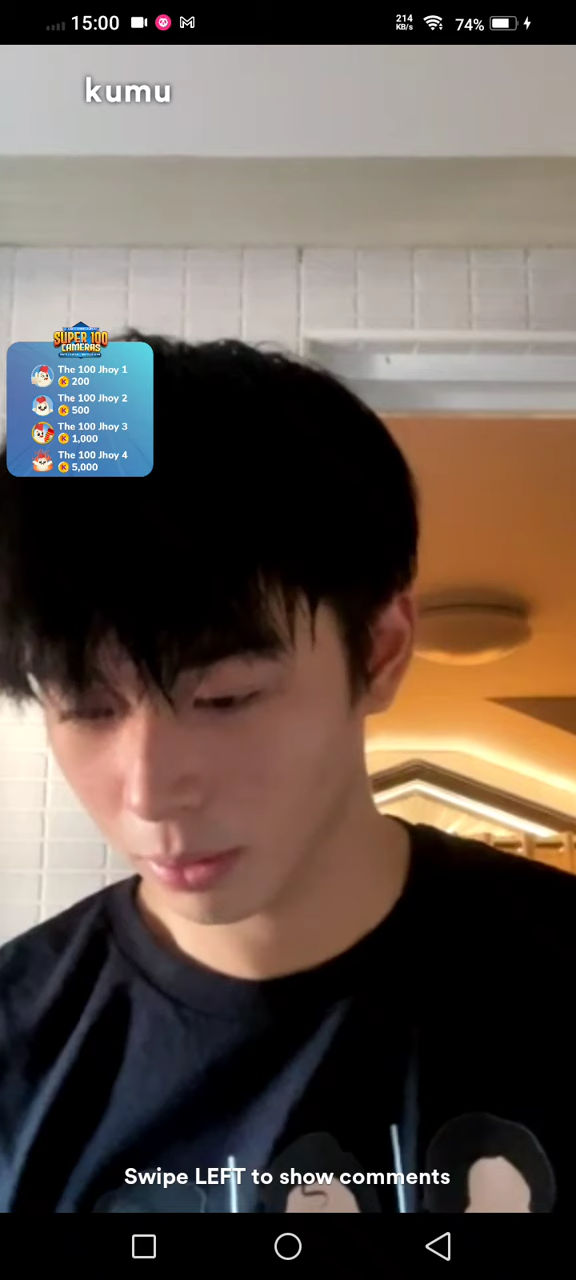 15:00
214
KB/s
74%
kumu
SUPER 100
CAMERAS
The 100 Jhoy 1
K 200
The 100 Jhoy 2
K 500
The 100 Jhoy 3
K 1,000
The 100 Jhoy 4
K 5,000
Swipe LEFT to show comments